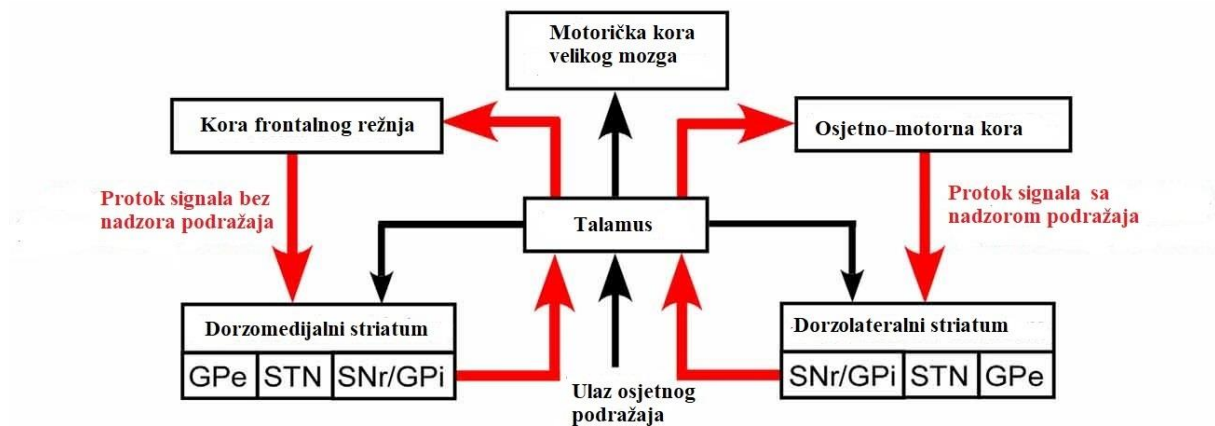 Motorička kora
velikog mozga
Kora frontalnog režnja
Osjetno-motorna kora
Protok signala bez
nadzora podražaja
Protok signala sa
nadzorom podražaja
Talamus
Dorzomedijalni striatum
Dorzolateralni striatum
GPe STN SNr/GPi
SNr/GPi STN GPe
Ulaz osjetnog
podražaja